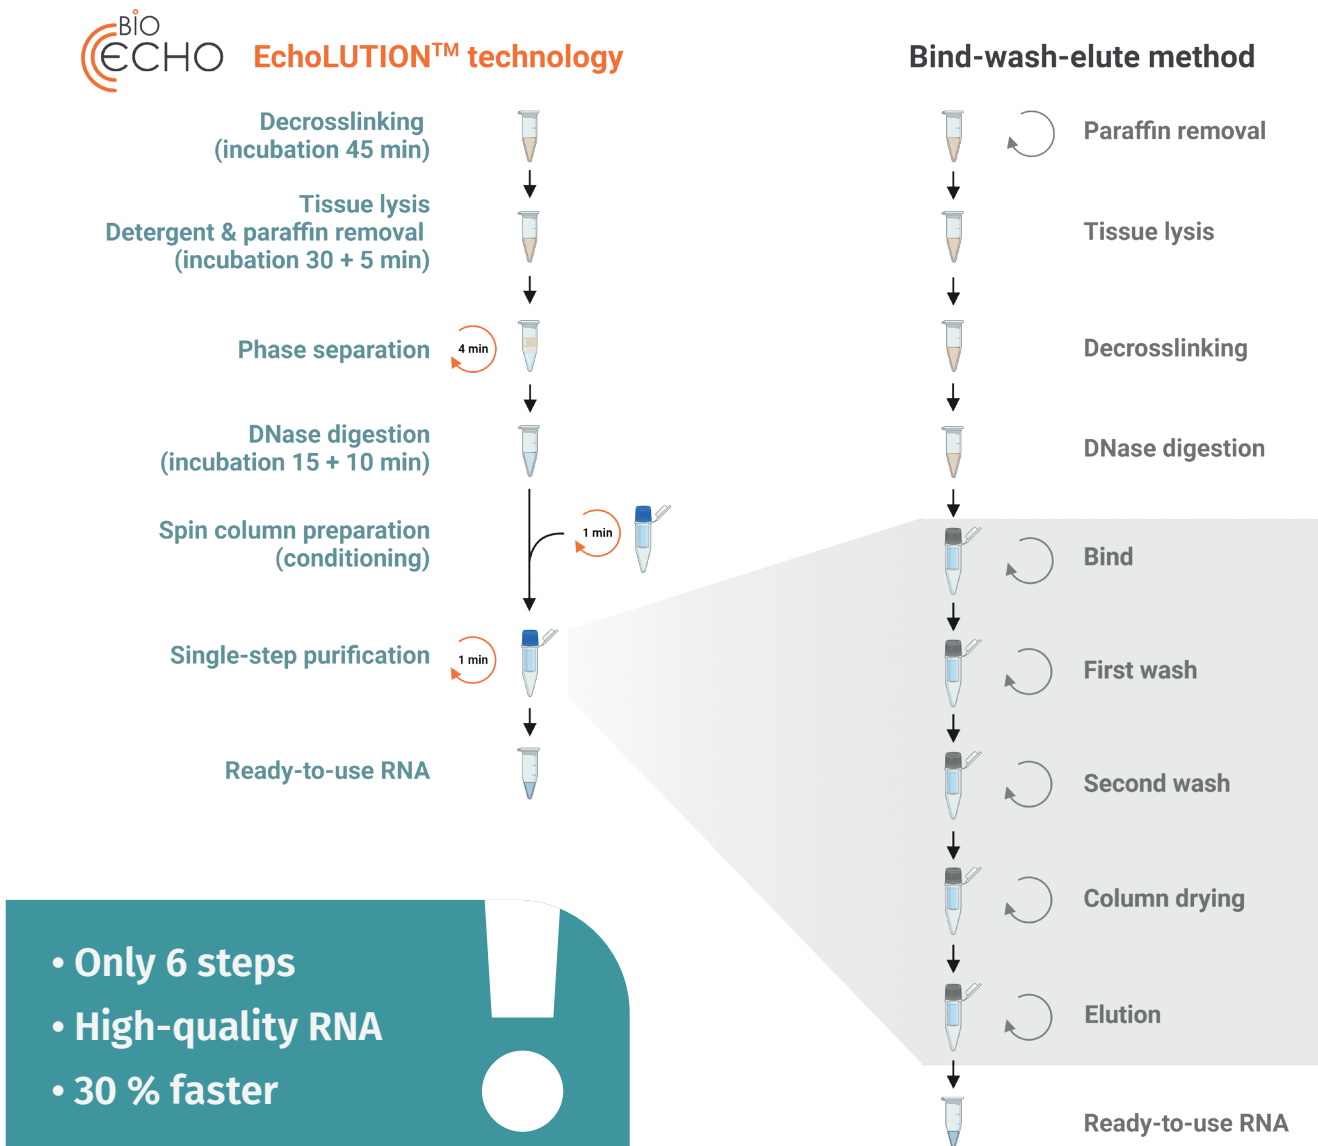 BIO
ECHO
EchoLUTION™ technology
Decrosslinking
(incubation 45 min)
Tissue lysis
Detergent & paraffin removal
(incubation 30 + 5 min)
Phase separation
4 min
DNase digestion
(incubation 15 + 10 min)
Spin column preparation
(conditioning)
1 min
Single-step purification
1 min
Ready-to-use RNA
• Only 6 steps
• High-quality RNA
• 30 % faster
!
Bind-wash-elute method
Paraffin removal
Tissue lysis
Decrosslinking
DNase digestion
Bind
First wash
Second wash
Column drying
Elution
Ready-to-use RNA